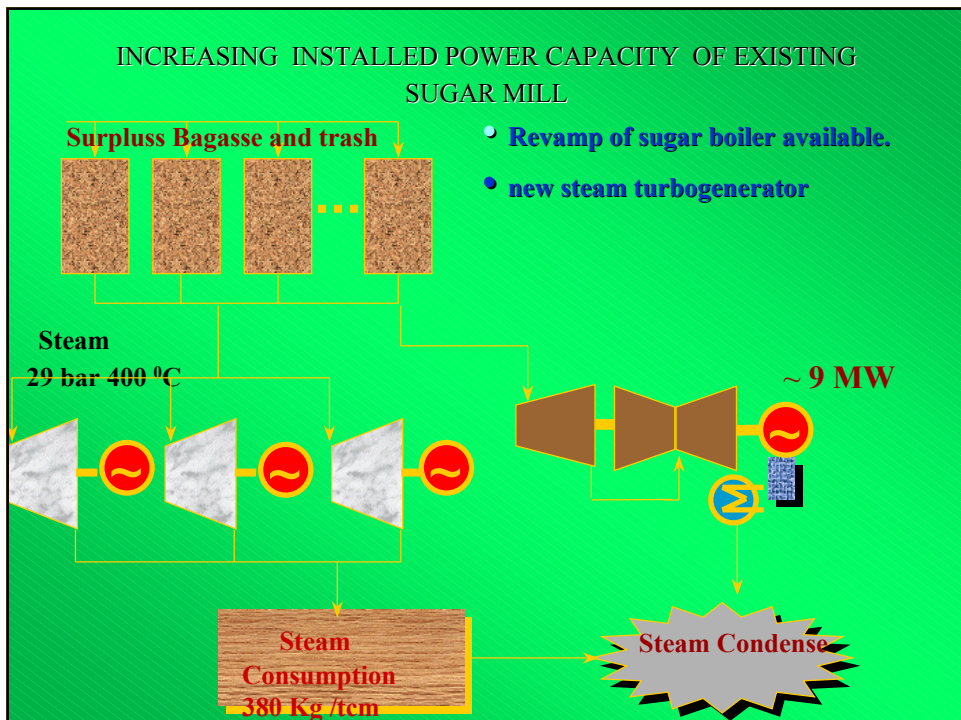 INCREASING INSTALLED POWER CAPACITY OF EXISTING
SUGAR MILL
Surpluss Bagasse and trash
• Revamp of sugar boiler available.
• new steam turbogenerator
Steam
29 bar 400 ⁰C
~ 9 MW
~
~
~
~
M
Steam
Consumption
380 Kg /tcm
Steam Condense